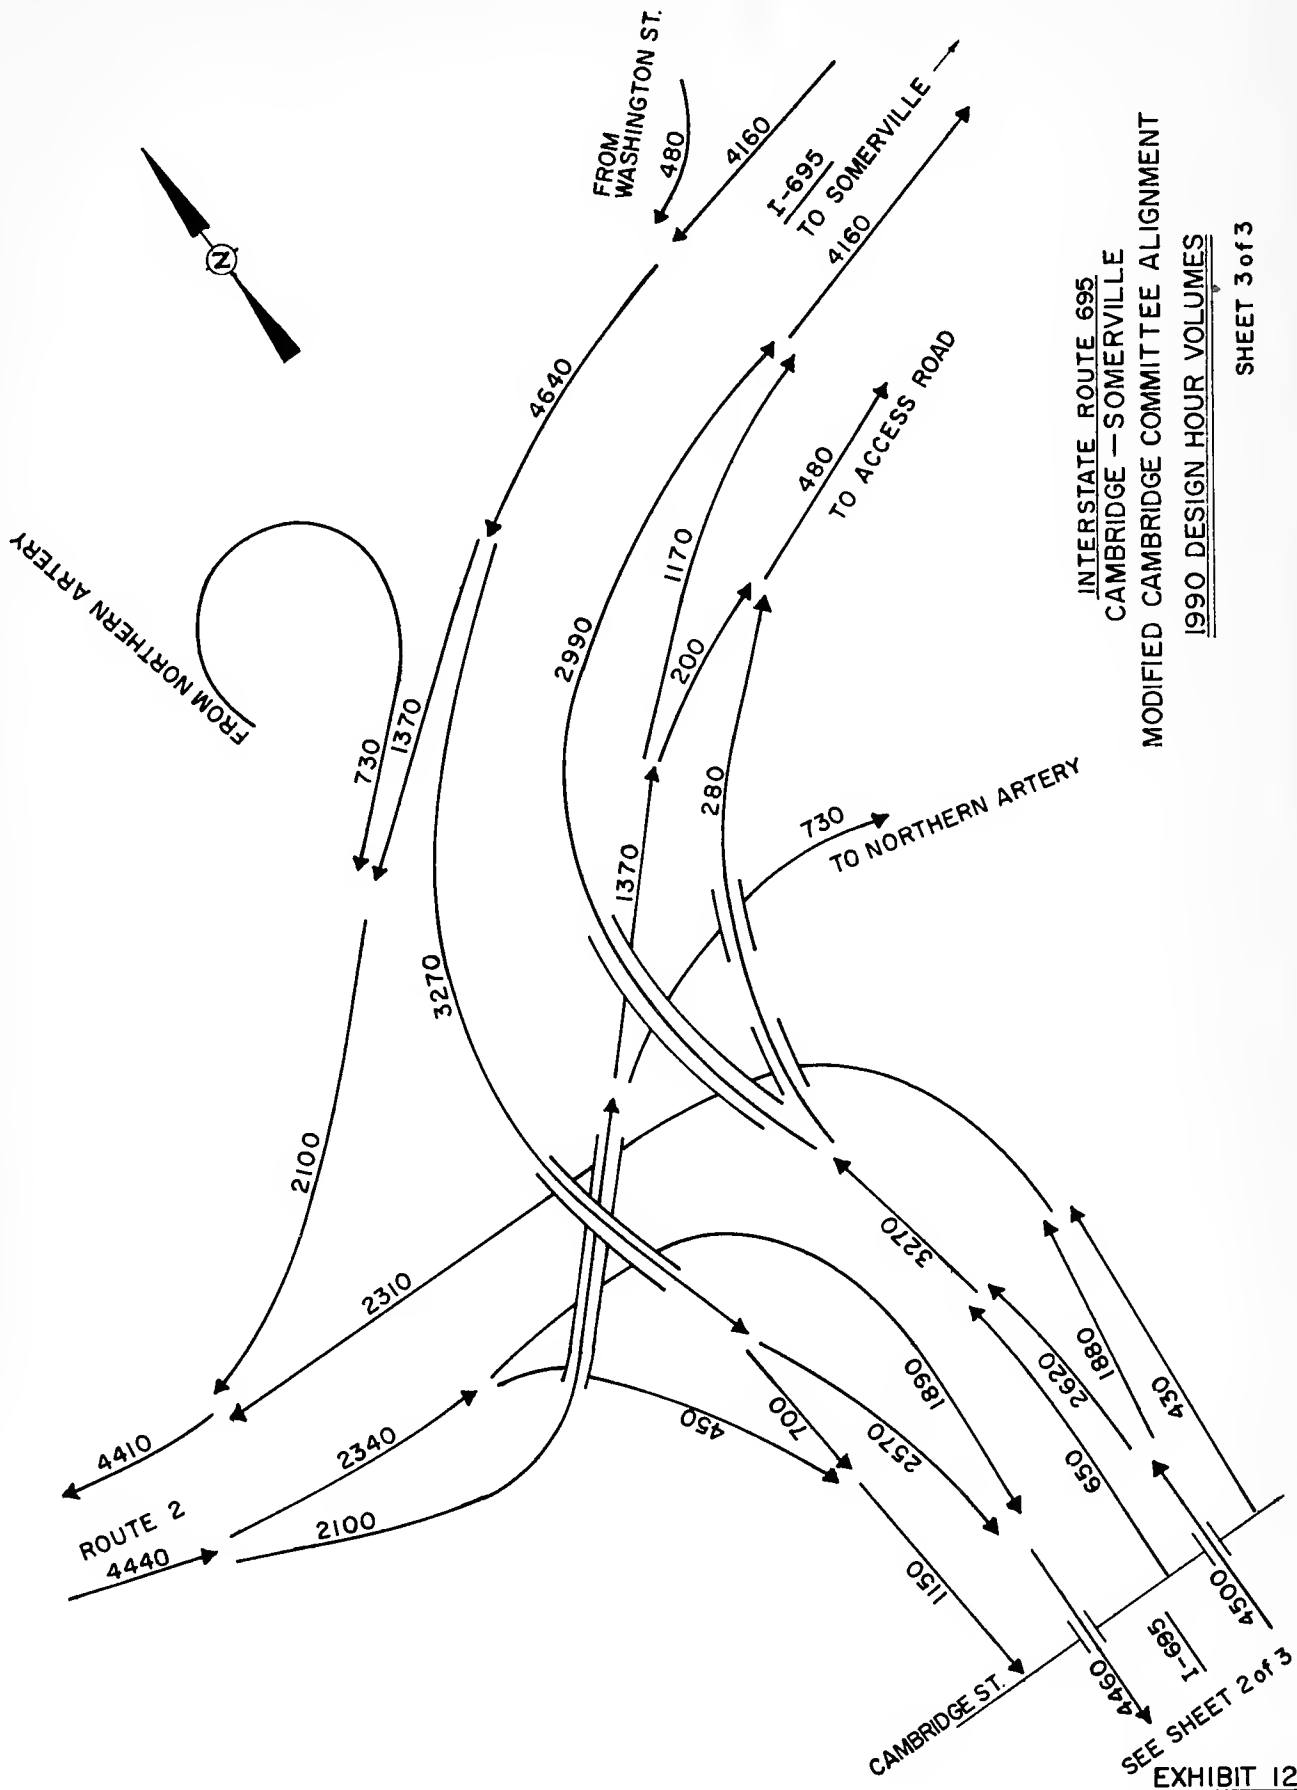 FROM
WASHINGTON ST.
480
4160
I-695
TO SOMERVILLE
4160
N
4640
FROM NORTHERN ARTERY
480
TO ACCESS ROAD
1170
200
2990
730
1370
280
730
TO NORTHERN ARTERY
1370
3270
2100
2310
3270
4410
ROUTE 2
4440
2340
2100
450
700
2570
1890
2620
1880
430
650
1150
CAMBRIDGE ST.
4460
I-695
4500
SEE SHEET 2 of 3
INTERSTATE ROUTE 695
CAMBRIDGE - SOMERVILLE
MODIFIED CAMBRIDGE COMMITTEE ALIGNMENT
1990 DESIGN HOUR VOLUMES
SHEET 3 of 3
EXHIBIT 12